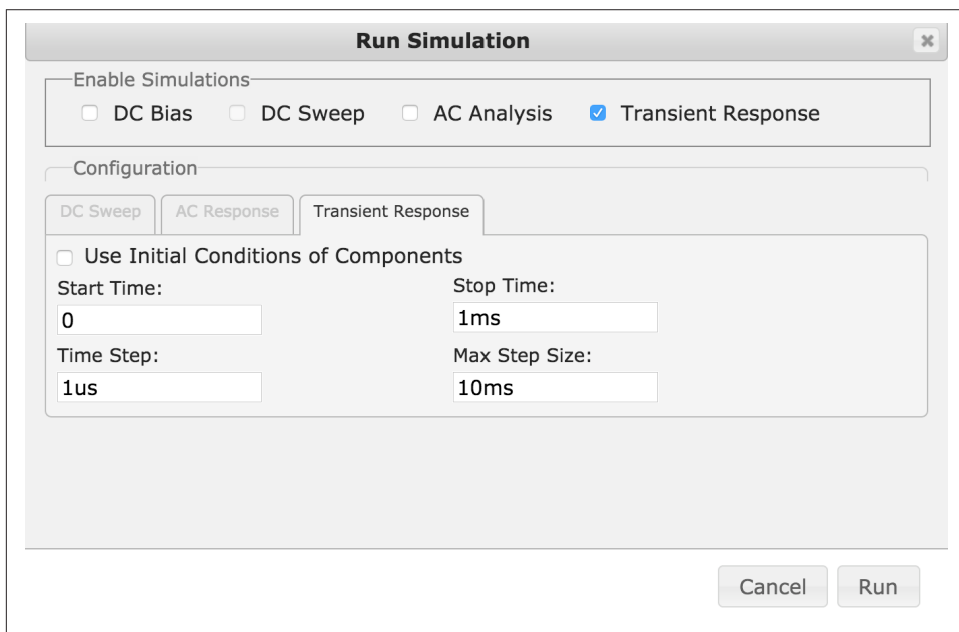 Run Simulation
Enable Simulations
DC Bias DC Sweep AC Analysis Transient Response
Configuration
DC Sweep AC Response Transient Response
Use Initial Conditions of Components
Start Time: Stop Time:
0 1ms
Time Step: Max Step Size:
1us 10ms
Cancel Run